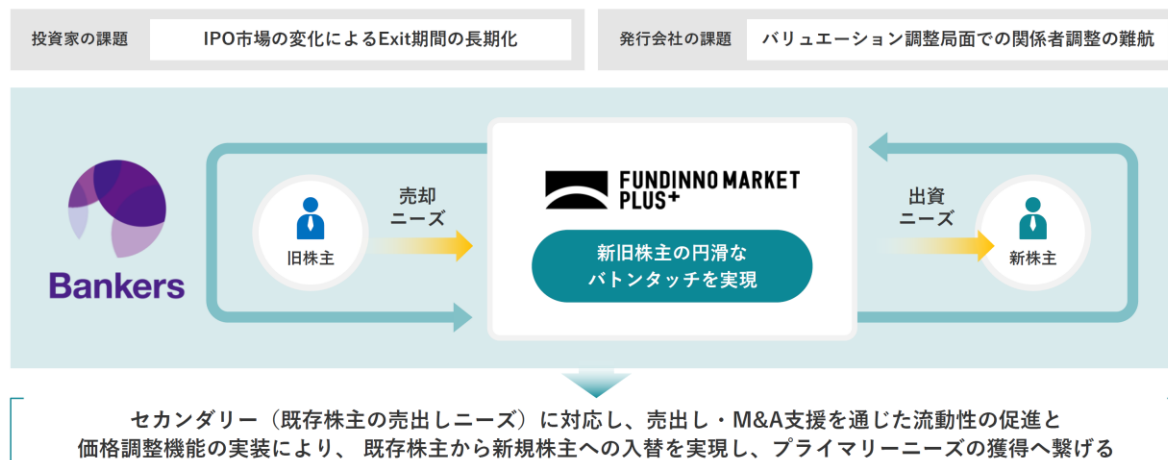 投資家の課題
IPO市場の変化によるExit期間の長期化
発行会社の課題
バリュエーション調整局面での関係者調整の難航
Bankers
旧株主
売却
ニーズ
FUNDINNO MARKET
PLUS+
新旧株主の円滑な
バトンタッチを実現
出資
ニーズ
新株主
セカンダリー（既存株主の売出しニーズ）に対応し、売出し・M&A支援を通じた流動性の促進と
価格調整機能の実装により、 既存株主から新規株主への入替を実現し、プライマリーニーズの獲得へ繋げる